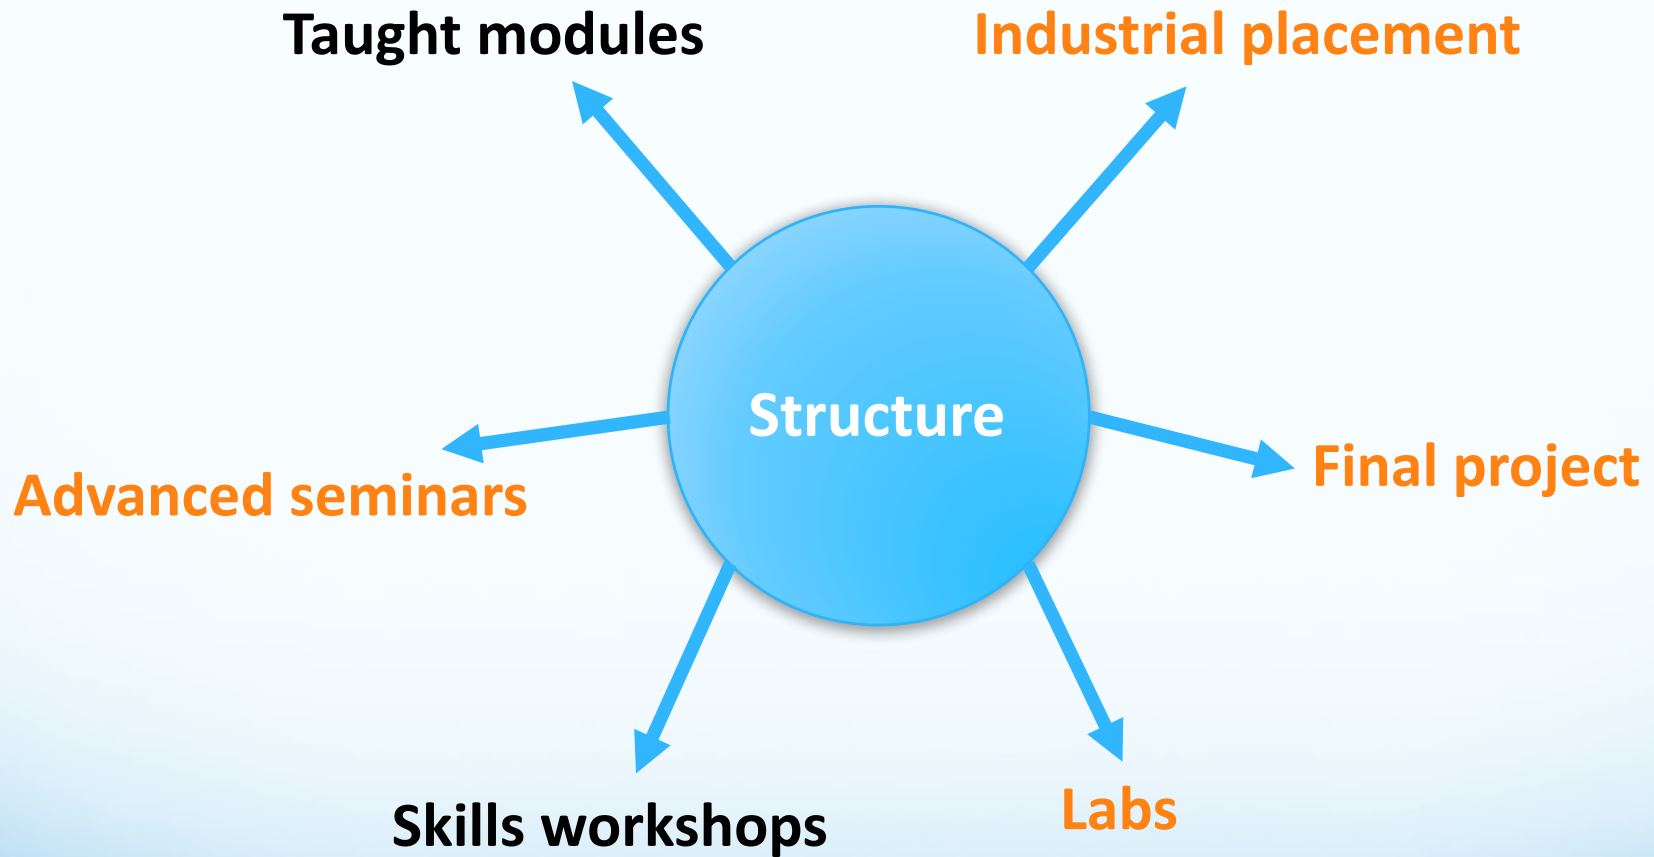 Taught modules
Industrial placement
Structure
Final project
Advanced seminars
Labs
Skills workshops